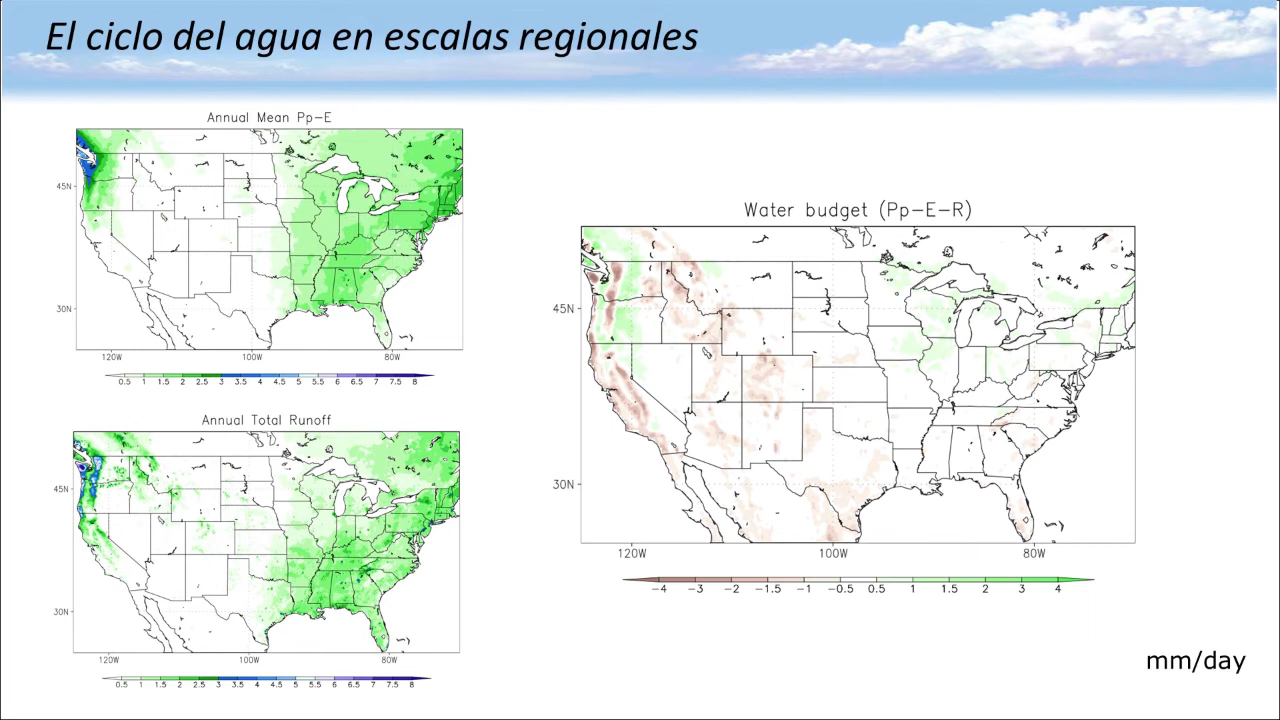 El ciclo del agua en escalas regionales
Annual Mean Pp-E
45N
30N
120W 100W 80W
0.5 1 1.5 2 2.5 3 3.5 4 4.5 5 5.5 6 6.5 7 7.5 8
Annual Total Runoff
45N
30N
120W 100W 80W
0.5 1 1.5 2 2.5 3 3.5 4 4.5 5 5.5 6 6.5 7 7.5 8
Water budget (Pp-E-R)
45N
30N
120W 100W 80W
-4 -3 -2 -1.5 -1 -0.5 0.5 1 1.5 2 3 4
mm/day